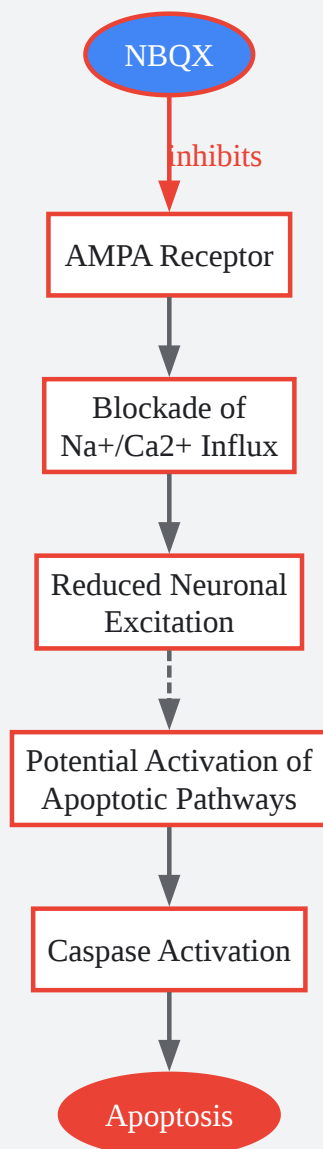 NBQX
inhibits
AMPA Receptor
Blockade of
Na+/Ca2+ Influx
Reduced Neuronal
Excitation
Potential Activation of
Apoptotic Pathways
Caspase Activation
Apoptosis